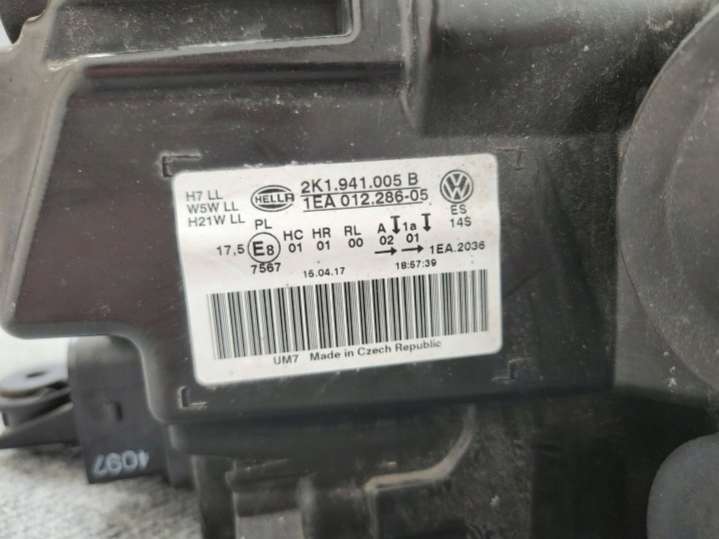 H7 LL
W5W LL
H21W LL
HELLA
2K1.941.005 B
1EA 012.286-05
PL
ES
14S
HC HR RL A 1a
17,5 E8 01 01 00 02 01
7567
1EA.2036
15.04.17 18:57:39
UM7 Made in Czech Republic
4097